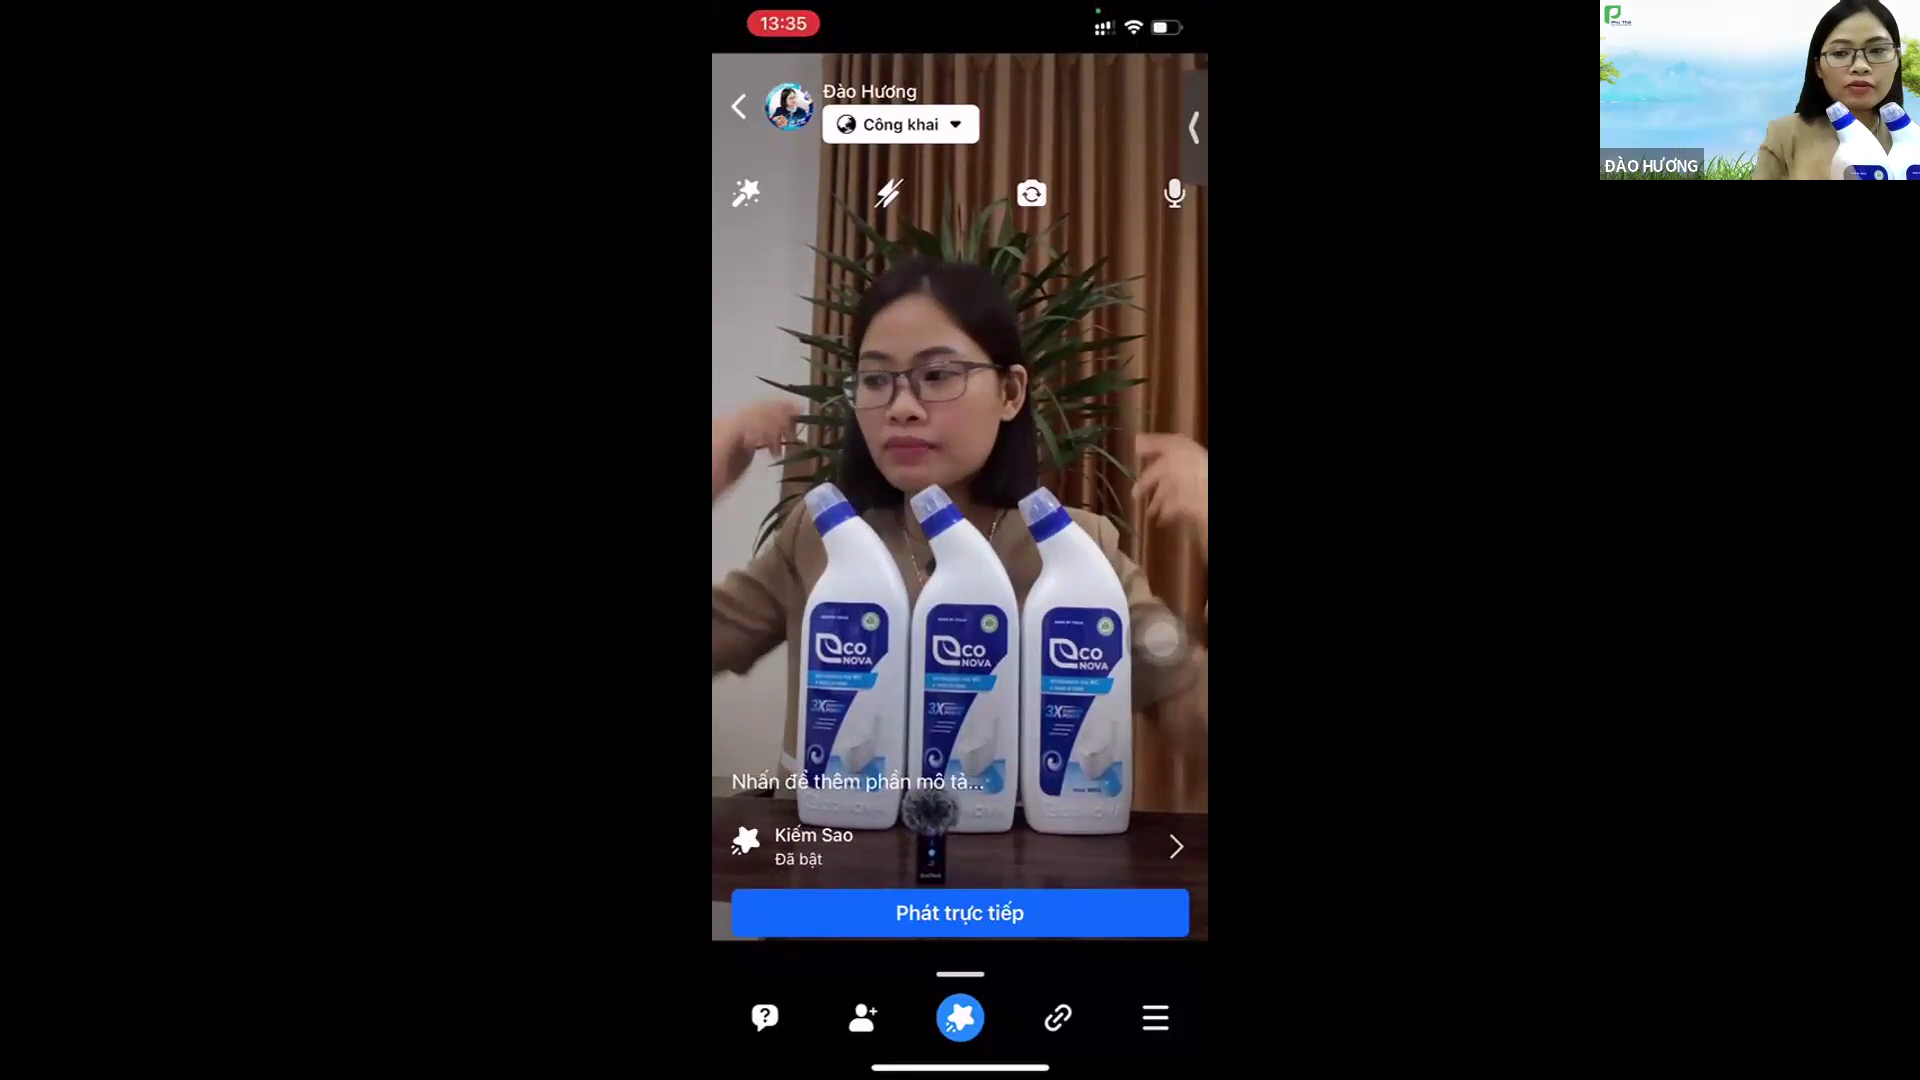 13:35
Đào Hương
Công khai
ĐÀO HƯƠNG
CO
NOVA
3X
CO
NOVA
3X
CO
NOVA
3X
Nhấn để thêm phần mô tả...
Kiếm Sao
Đã bật
Phát trực tiếp